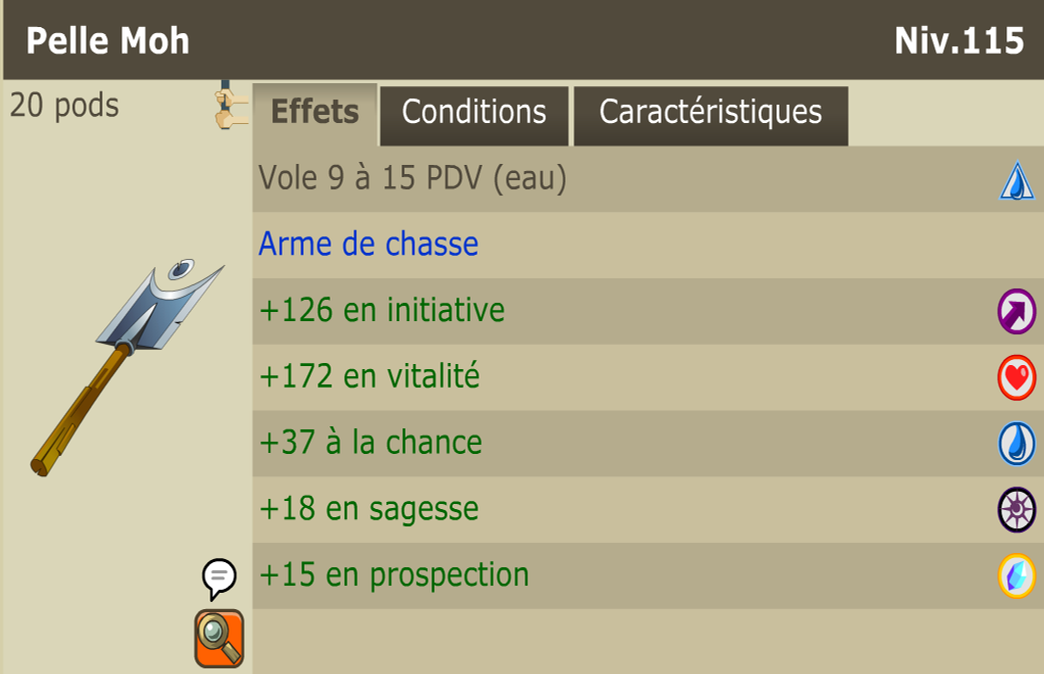 Pelle Moh
Niv.115
20 pods
Effets
Conditions
Caractéristiques
Vole 9 à 15 PDV (eau)
Arme de chasse
+126 en initiative
+172 en vitalité
+37 à la chance
+18 en sagesse
+15 en prospection